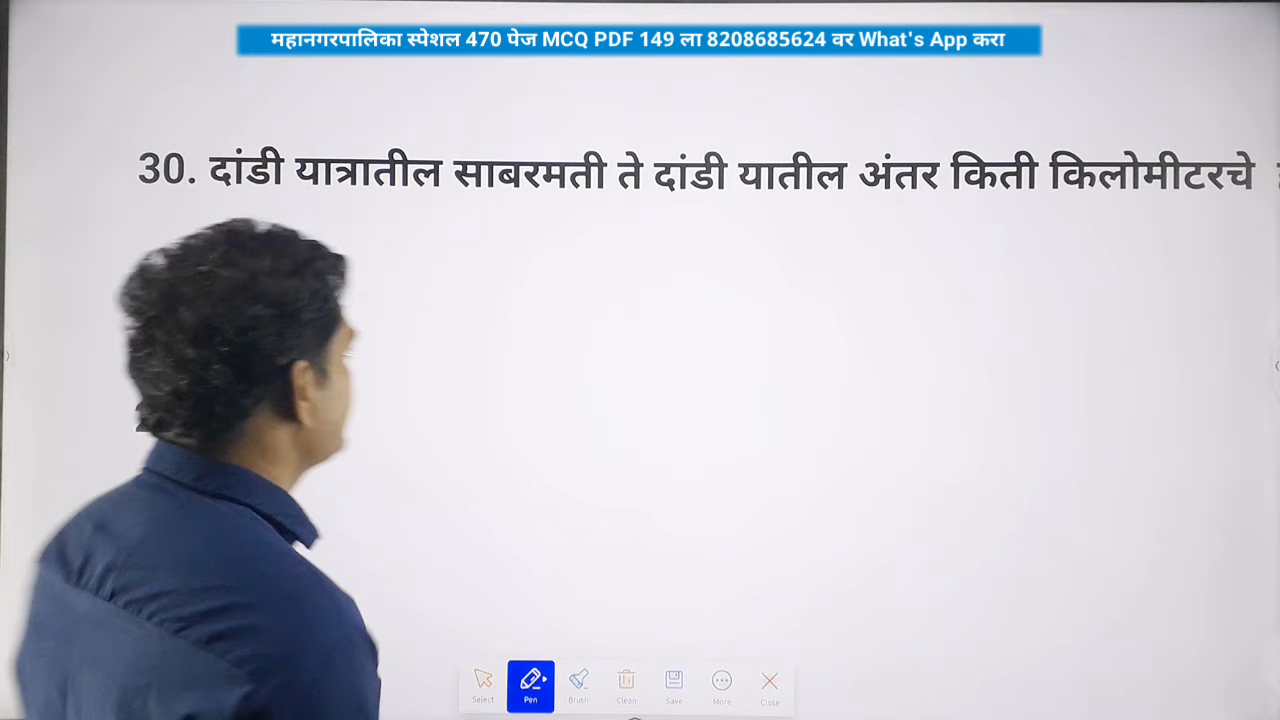 महानगरपालिका स्पेशल 470 पेज MCQ PDF 149 ला 8208685624 वर What's App करा
30. दांडी यात्रातील साबरमती ते दांडी यातील अंतर किती किलोमीटरचे
Select Pen Brush Clean Save More Close